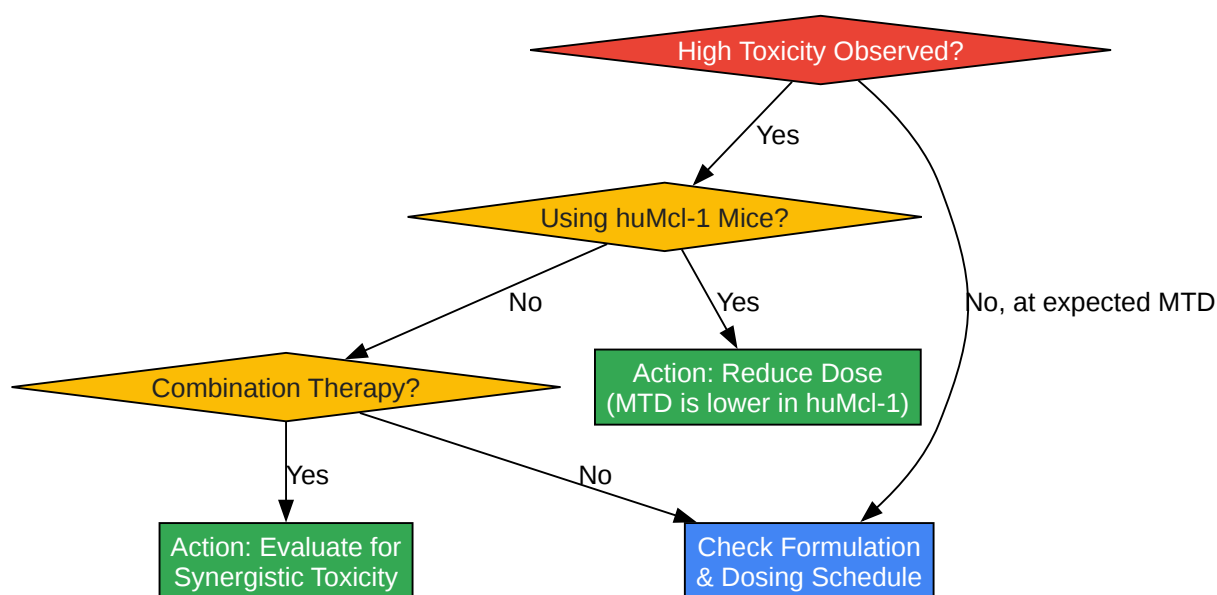 High Toxicity Observed?
Yes
Using huMcl-1 Mice?
No
Yes
No, at expected MTD
Combination Therapy?
Action: Reduce Dose
(MTD is lower in huMcl-1)
Yes
No
Action: Evaluate for
Synergistic Toxicity
Check Formulation
& Dosing Schedule